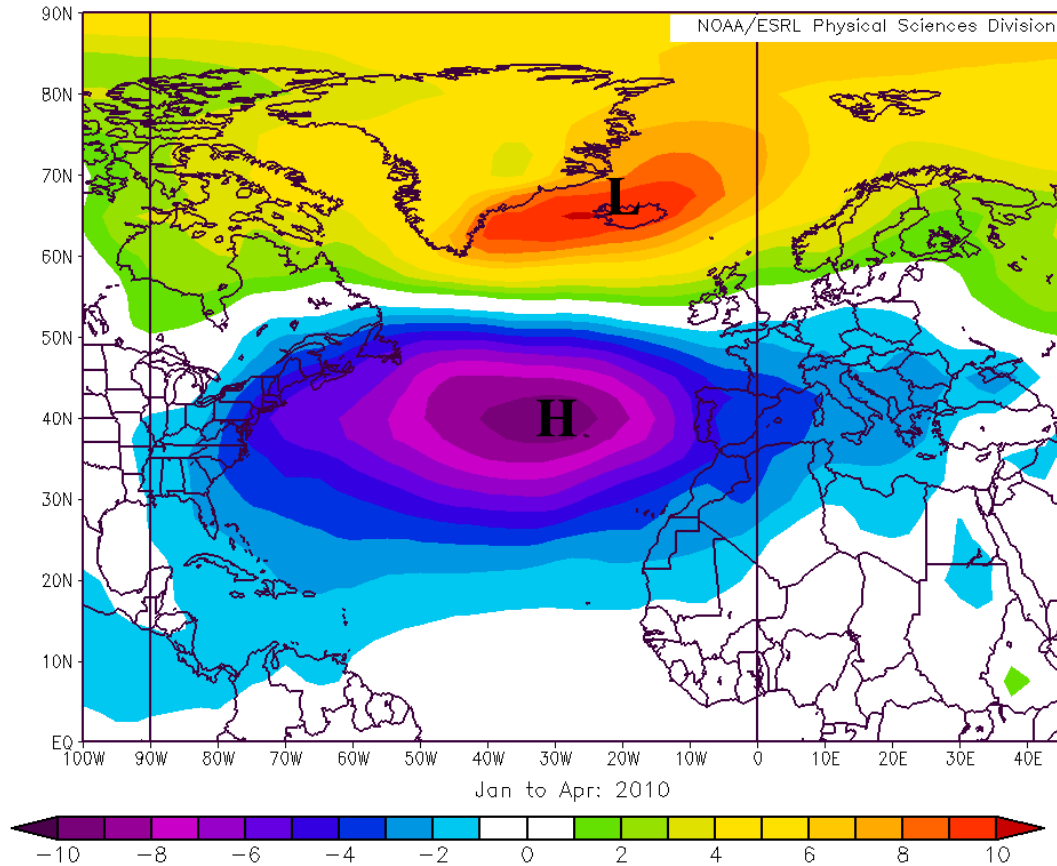 90N
NOAA/ESRL Physical Sciences Division
80N
70N
L
60N
50N
40N
H
30N
20N
10N
EQ
100W 90W 80W 70W 60W 50W 40W 30W 20W 10W 0 10E 20E 30E 40E
Jan to Apr: 2010
−10 −8 −6 −4 −2 0 2 4 6 8 10